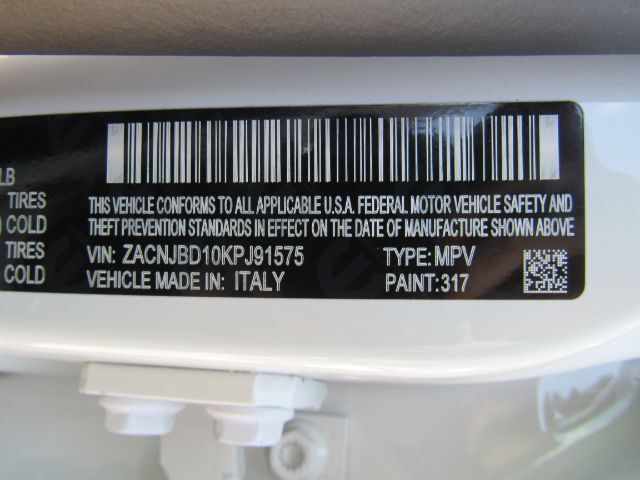 LB
TIRES
COLD
TIRES
COLD
THIS VEHICLE CONFORMS TO ALL APPLICABLE U.S.A. FEDERAL MOTOR VEHICLE SAFETY AND
THEFT PREVENTION STANDARDS IN EFFECT ON THE DATE OF MANUFACTURE SHOWN ABOVE
VIN: ZACNJBD10KPJ91575 TYPE: MPV
VEHICLE MADE IN: ITALY PAINT:317